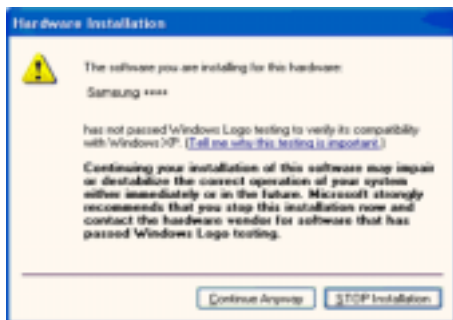 Hardware Installation
The software you are installing for this hardware:
Samsung ****
has not passed Windows Logo testing to verify its compatibility
with Windows XP. (Tell me why this testing is important.)
Continuing your installation of this software may impair
or destabilize the correct operation of your system
either immediately or in the future. Microsoft strongly
recommends that you stop this installation now and
contact the hardware vendor for software that has
passed Windows Logo testing.
Continue Anyway
STOP Installation